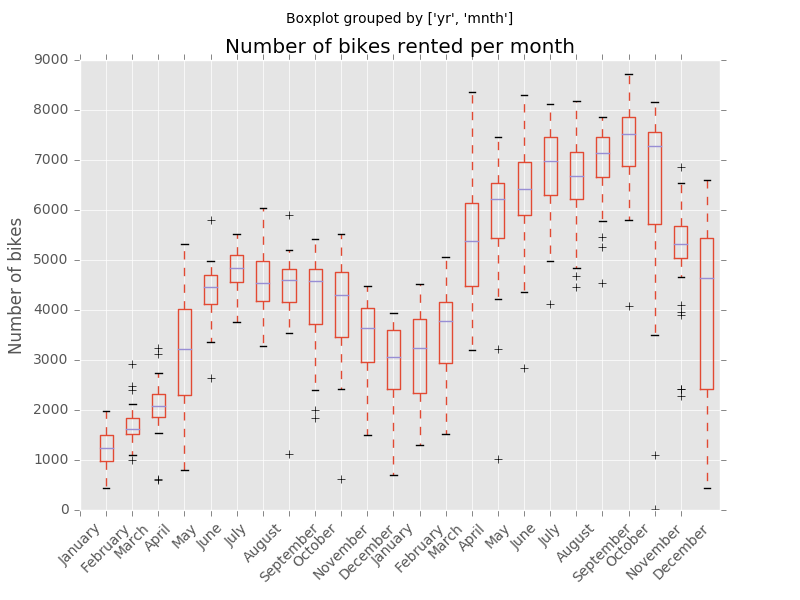 Boxplot grouped by ['yr', 'mnth']
Number of bikes rented per month
9000
8000
7000
6000
5000
4000
3000
2000
1000
0
Number of bikes
January
February
March
April
May
June
July
August
September
October
November
December
January
February
March
April
May
June
July
August
September
October
November
December